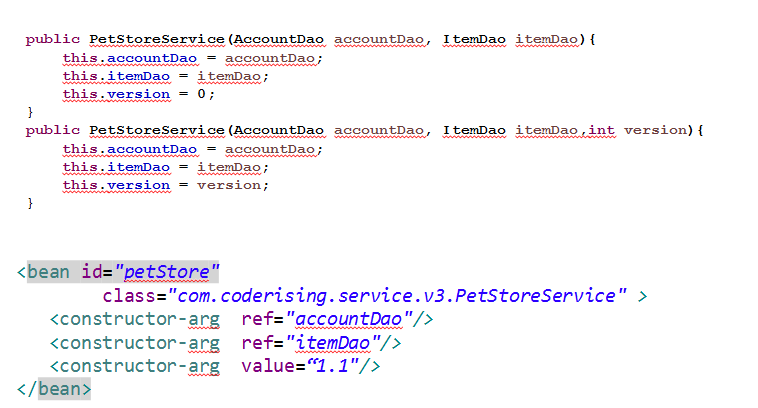 public PetStoreService(AccountDao accountDao, ItemDao itemDao){
this.accountDao = accountDao;
this.itemDao = itemDao;
this.version = 0;
}
public PetStoreService(AccountDao accountDao, ItemDao itemDao,int version){
this.accountDao = accountDao;
this.itemDao = itemDao;
this.version = version;
}
<bean id="petStore"
class="com.coderising.service.v3.PetStoreService" >
<constructor-arg ref="accountDao"/>
<constructor-arg ref="itemDao"/>
<constructor-arg value=“1.1"/>
</bean>